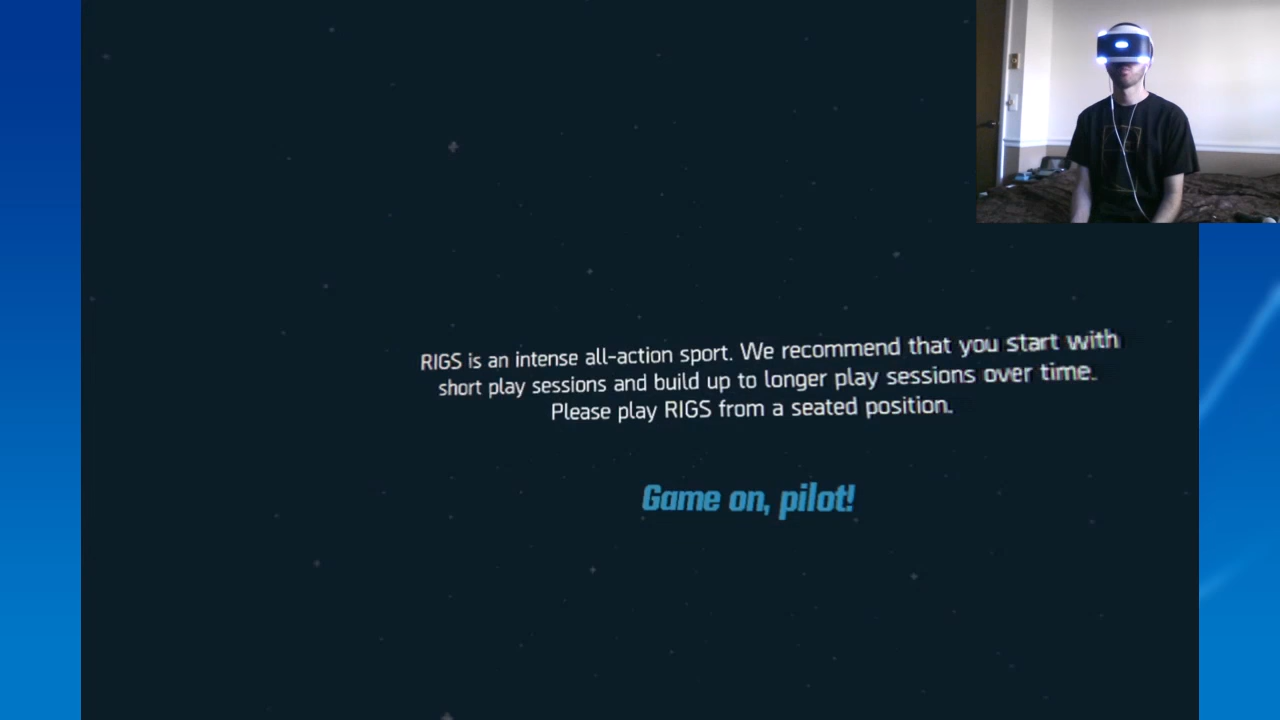 RIGS is an intense all-action sport. We recommend that you start with
short play sessions and build up to longer play sessions over time.
Please play RIGS from a seated position.
Game on, pilot!